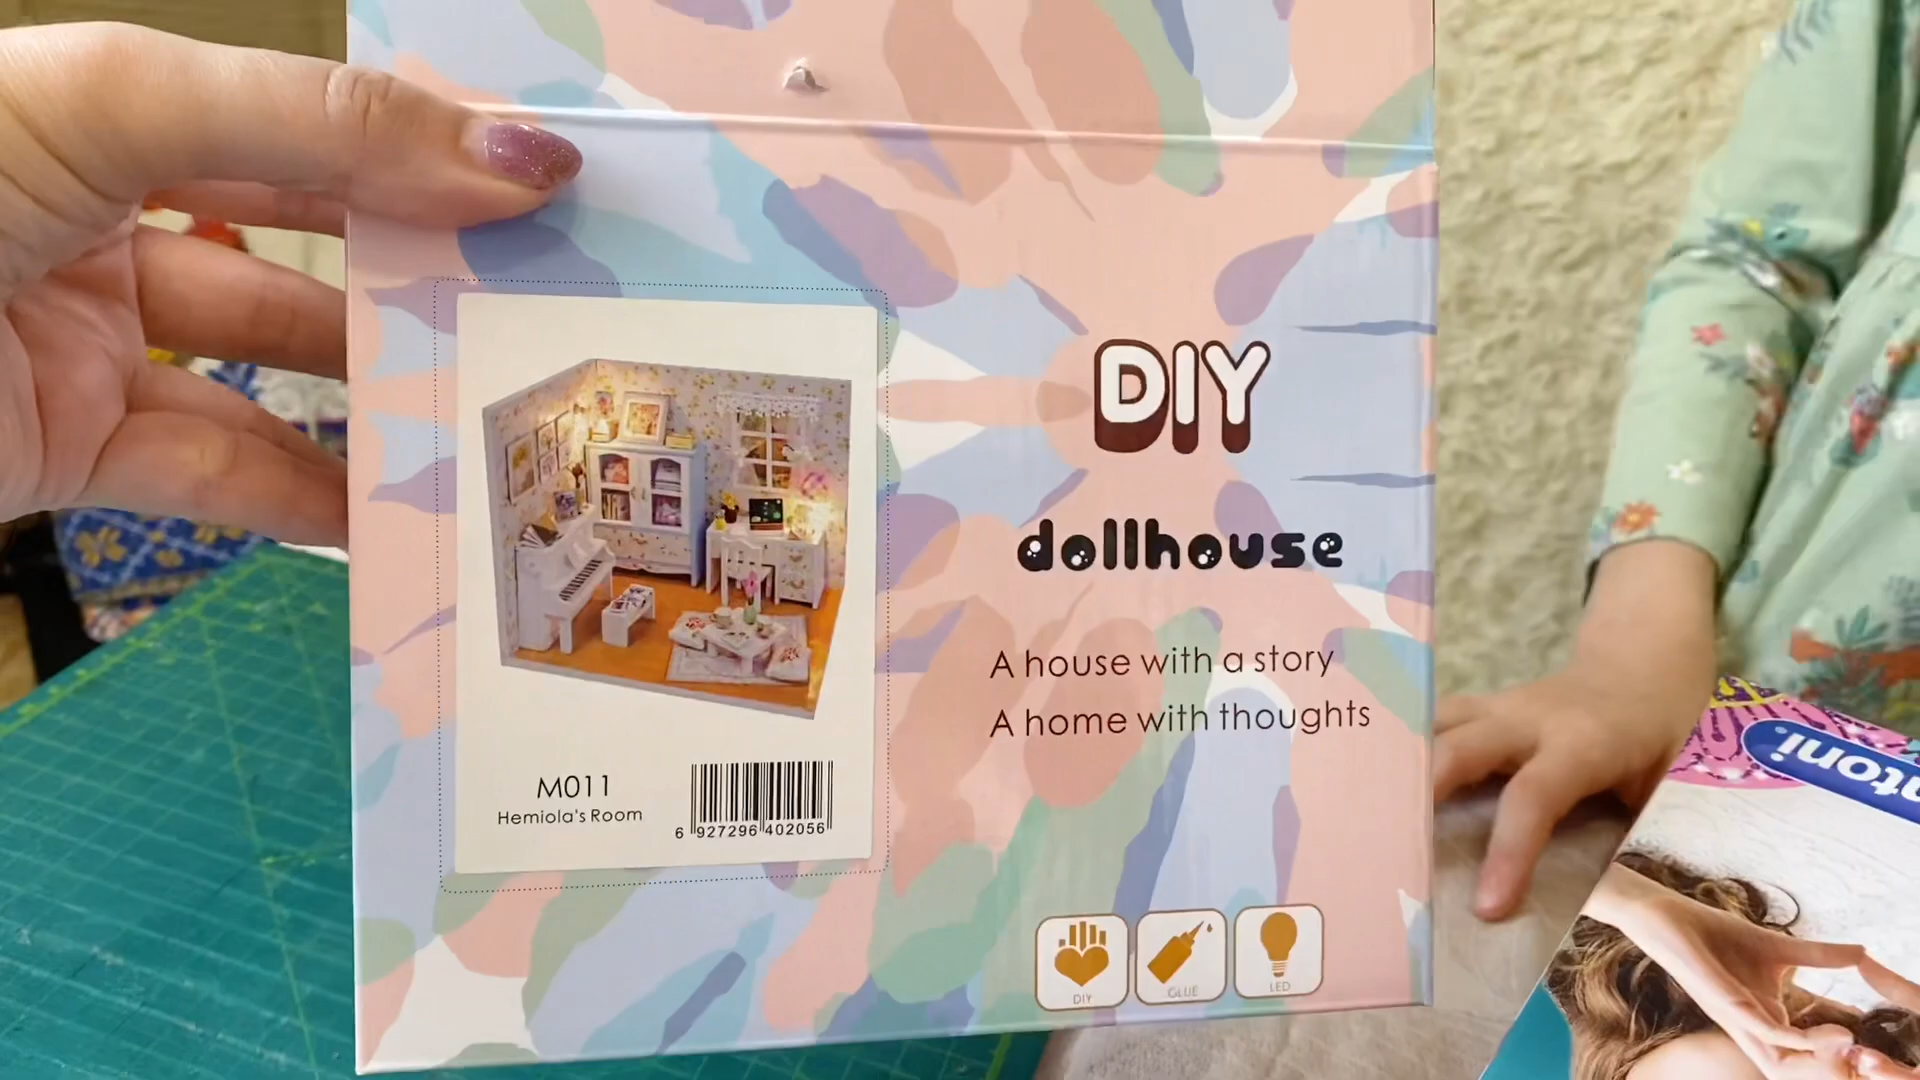 DIY
dollhouse
A house with a story
A home with thoughts
M011
Hemiola's Room
6 927296 402056
DIY
GLUE
LED
toni